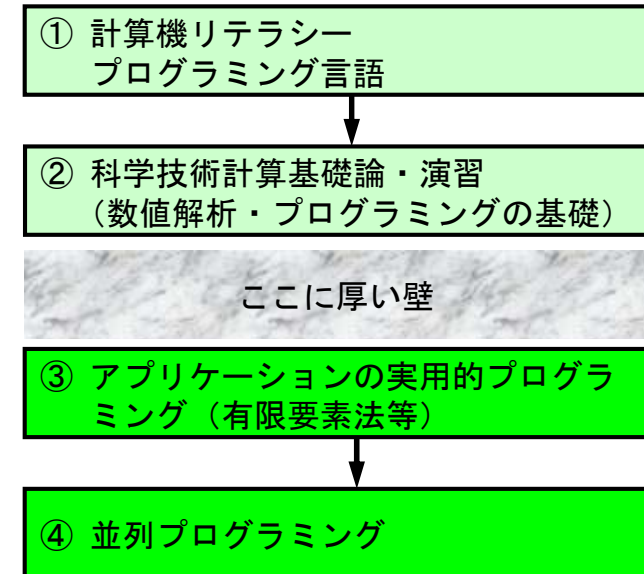 ① 計算機リテラシー
プログラミング言語
② 科学技術計算基礎論・演習
（数値解析・プログラミングの基礎）
ここに厚い壁
③ アプリケーションの実用的プログラ
ミング（有限要素法等）
④ 並列プログラミング